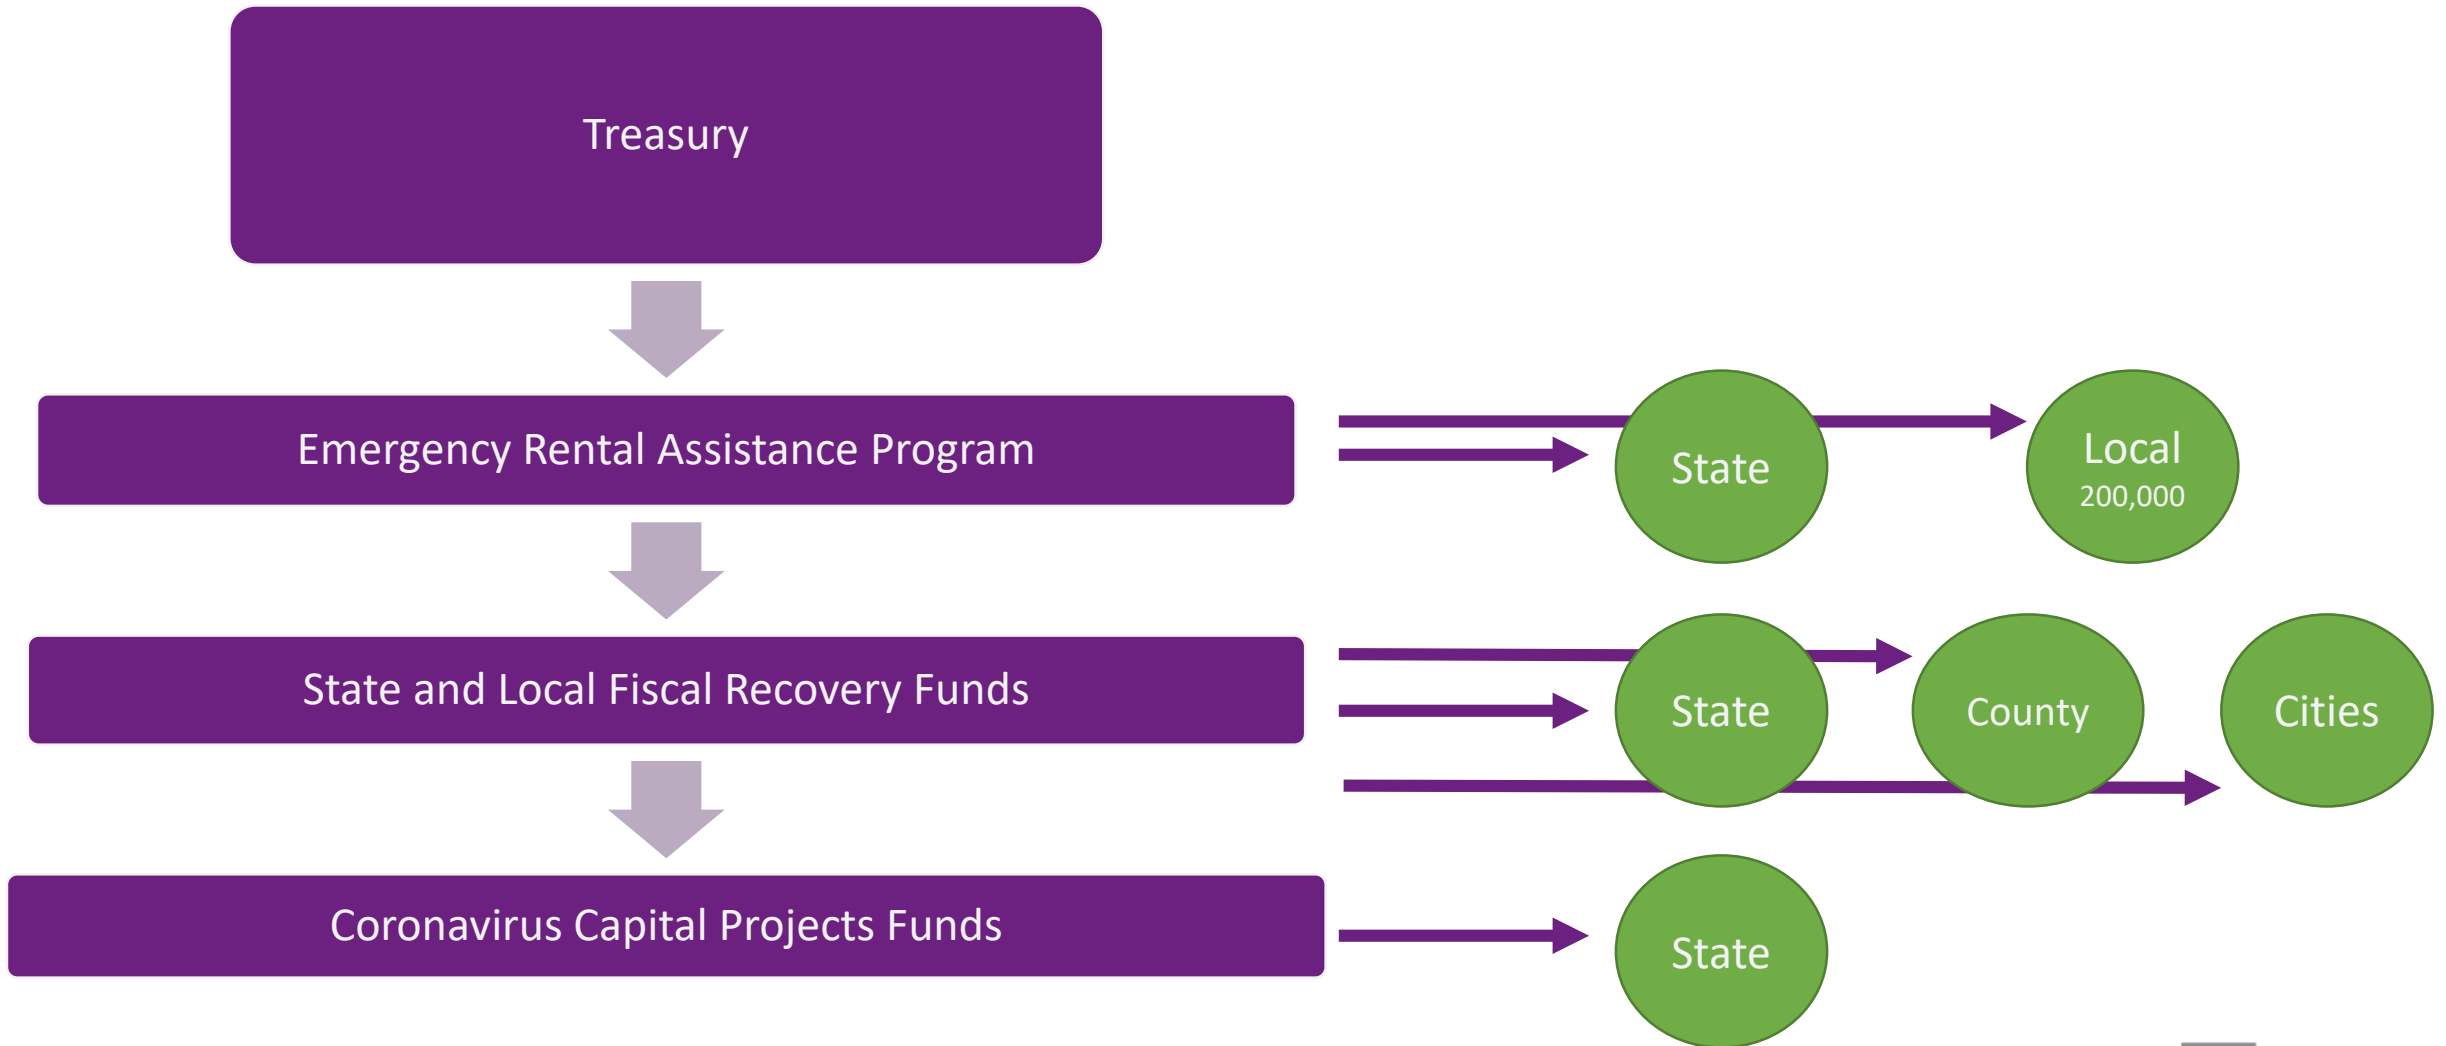 Treasury
Emergency Rental Assistance Program
State
Local
200,000
State and Local Fiscal Recovery Funds
State
County
Cities
Coronavirus Capital Projects Funds
State